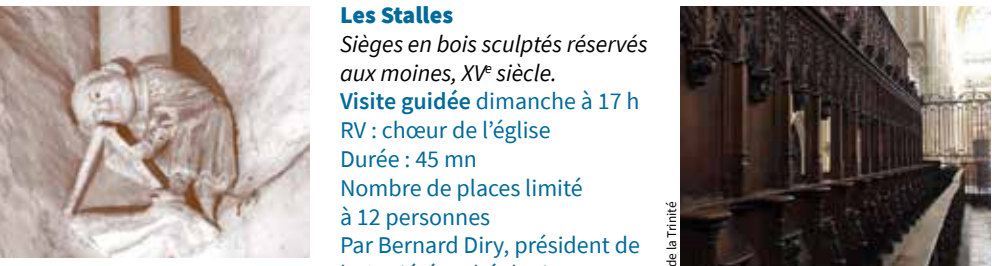 Les Stalles
Sièges en bois sculptés réservés
aux moines, XVe siècle.
Visite guidée dimanche à 17 h
RV : chœur de l’église
Durée : 45 mn
Nombre de places limité
à 12 personnes
Par Bernard Diry, président de
de la Trinité